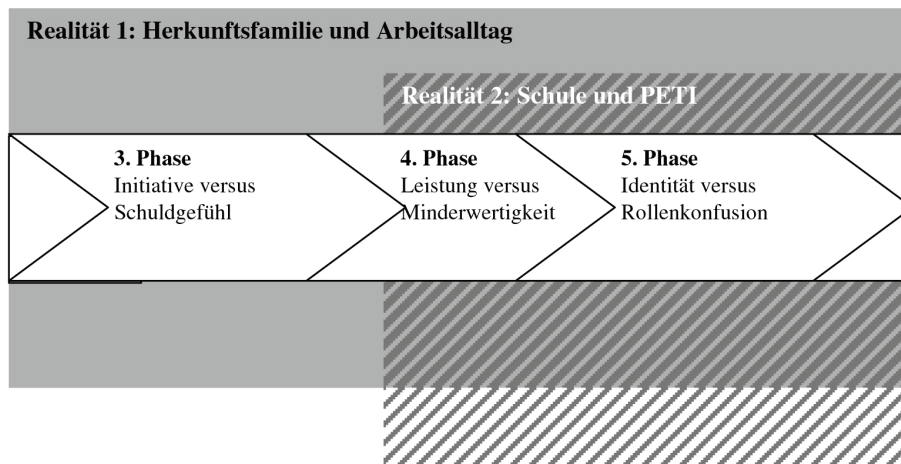 Realität 1: Herkunftsfamilie und Arbeitsalltag
Realität 2: Schule und PETI
3. Phase
Initiative versus
Schuldgefühl
4. Phase
Leistung versus
Minderwertigkeit
5. Phase
Identität versus
Rollenkonfusion